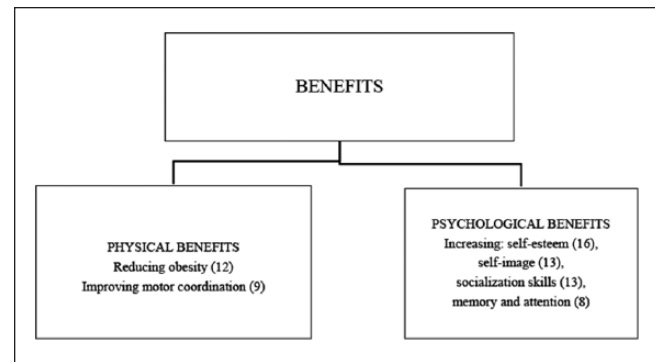 BENEFITS
PHYSICAL BENEFITS
Reducing obesity (12)
Improving motor coordination (9)
PSYCHOLOGICAL BENEFITS
Increasing: self-esteem (16),
self-image (13),
socialization skills (13),
memory and attention (8)